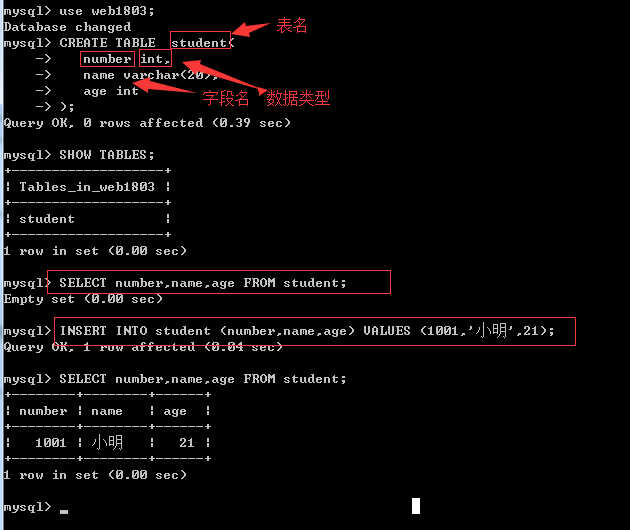 mysql> use web1803;
Database changed
mysql> CREATE TABLE  student(
表名
    ->    number int,
    ->    name varchar(20),
    ->    age int
字段名 数据类型
    -> );
Query OK, 0 rows affected (0.39 sec)
mysql> SHOW TABLES;
+-------------------+
| Tables_in_web1803 |
+-------------------+
| student           |
+-------------------+
1 row in set (0.00 sec)
mysql> SELECT number,name,age FROM student;
Empty set (0.00 sec)
mysql> INSERT INTO student (number,name,age) VALUES (1001,'小明',21);
Query OK, 1 row affected (0.04 sec)
mysql> SELECT number,name,age FROM student;
+--------+--------+------+
| number | name   | age  |
+--------+--------+------+
|   1001 | 小明   |   21 |
+--------+--------+------+
1 row in set (0.00 sec)
mysql> _